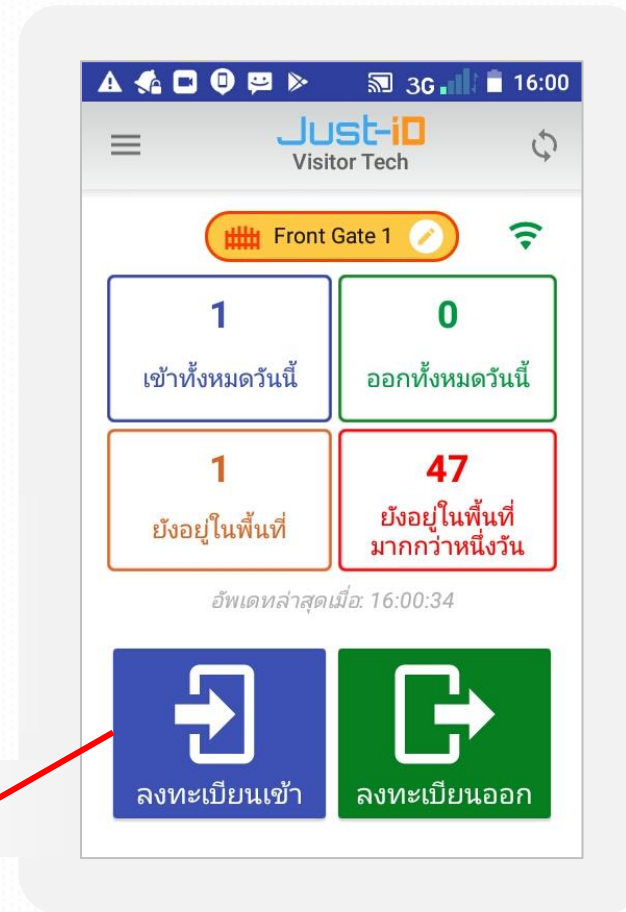 3G 16:00
Just-iD
Visitor Tech
Front Gate 1
1
เข้าทั้งหมดวันนี้
0
ออกทั้งหมดวันนี้
1
ยังอยู่ในพื้นที่
47
ยังอยู่ในพื้นที่
มากกว่าหนึ่งวัน
อัพเดทล่าสุดเมื่อ: 16:00:34
ลงทะเบียนเข้า
ลงทะเบียนออก